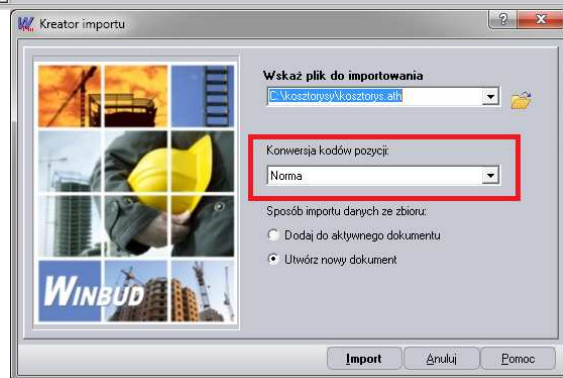 Kreator importu
Wskaż plik do importowania
C:\kosztorysy\kosztorys.ath
Konwersja kodów pozycji:
Norma
Sposób importu danych ze zbioru:
Dodaj do aktywnego dokumentu
Utwórz nowy dokument
WINBUD
Import Anuluj Pomoc